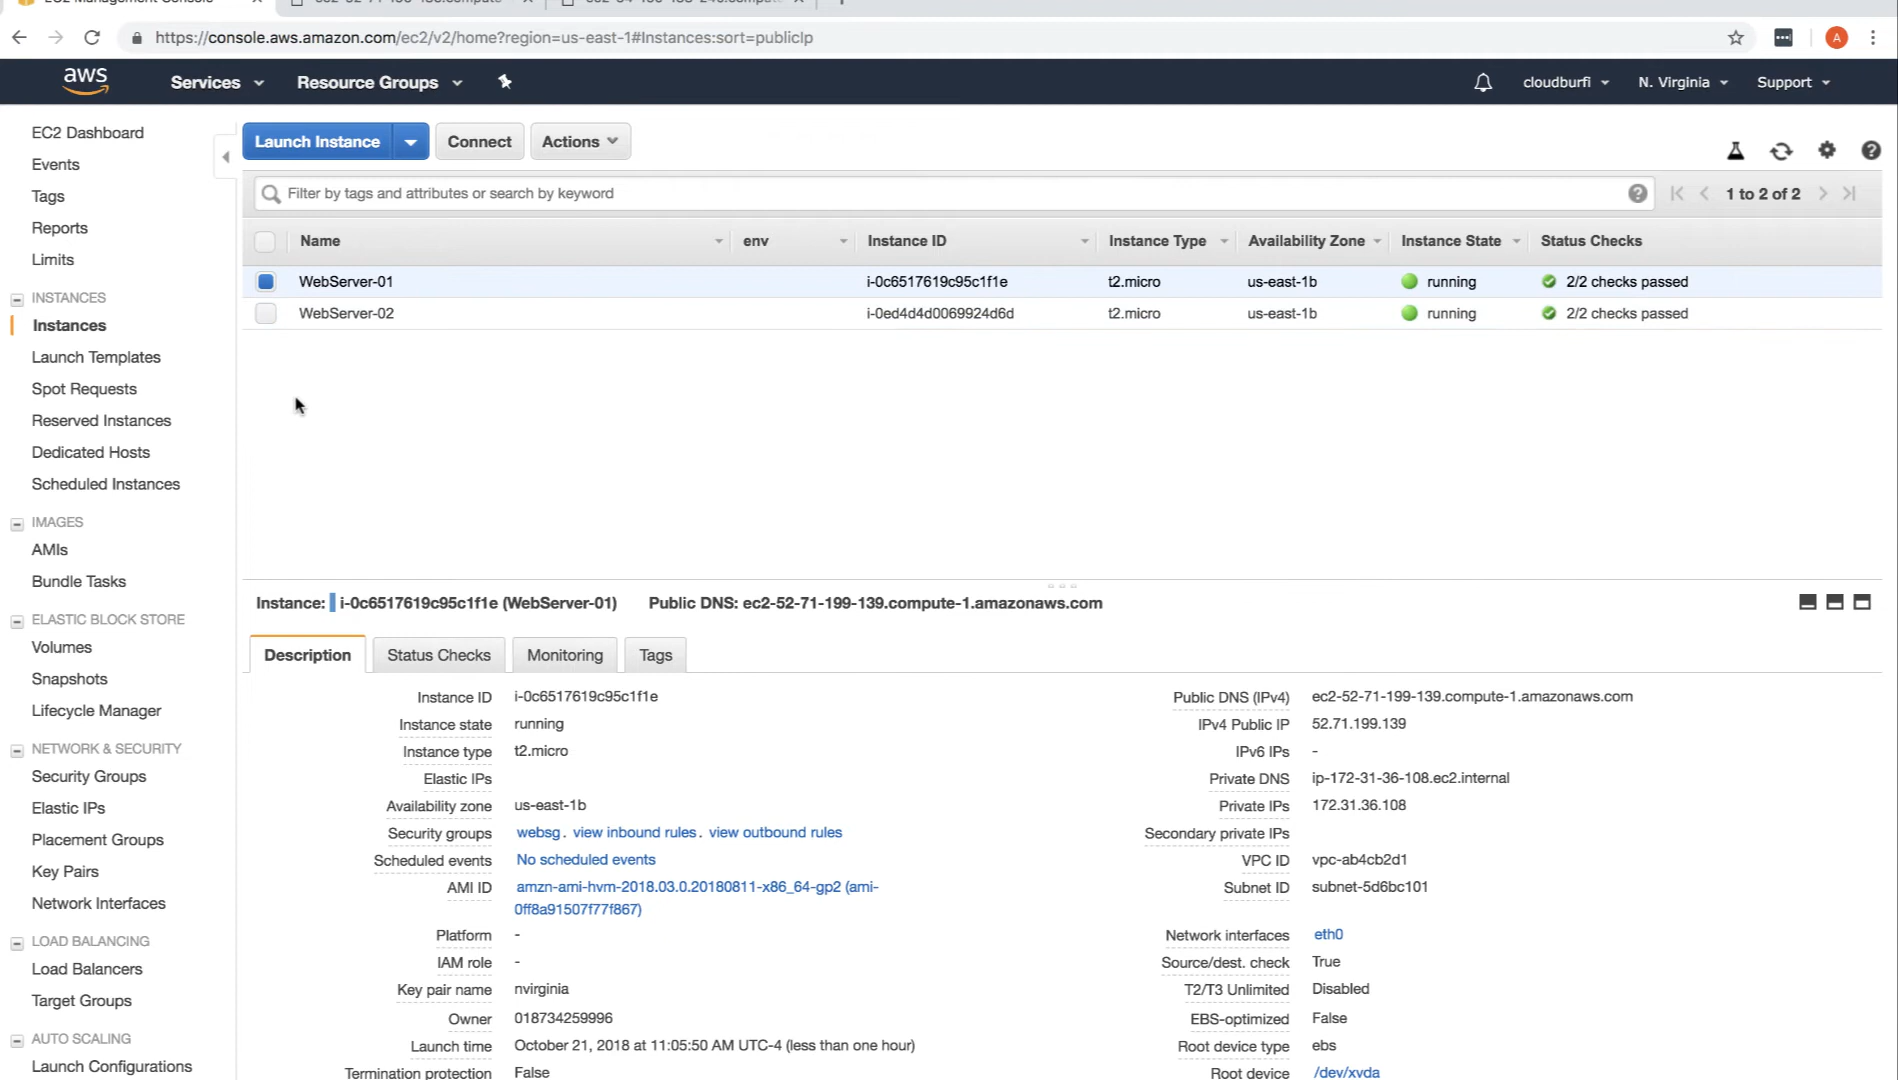 EC2 Management Console
https://console.aws.amazon.com/ec2/v2/home?region=us-east-1#Instances:sort=publicIp
A
aws
Services
Resource Groups
cloudburfi
N. Virginia
Support
EC2 Dashboard
Events
Tags
Reports
Limits
INSTANCES
Instances
Launch Templates
Spot Requests
Reserved Instances
Dedicated Hosts
Scheduled Instances
IMAGES
AMIs
Bundle Tasks
ELASTIC BLOCK STORE
Volumes
Snapshots
Lifecycle Manager
NETWORK & SECURITY
Security Groups
Elastic IPs
Placement Groups
Key Pairs
Network Interfaces
LOAD BALANCING
Load Balancers
Target Groups
AUTO SCALING
Launch Configurations
Launch Instance
Connect
Actions
Filter by tags and attributes or search by keyword
1 to 2 of 2
Name env Instance ID Instance Type Availability Zone Instance State Status Checks
WebServer-01 i-0c6517619c95c1f1e t2.micro us-east-1b running 2/2 checks passed
WebServer-02 i-0ed4d4d0069924d6d t2.micro us-east-1b running 2/2 checks passed
Instance: i-0c6517619c95c1f1e (WebServer-01) Public DNS: ec2-52-71-199-139.compute-1.amazonaws.com
Description
Status Checks
Monitoring
Tags
Instance ID i-0c6517619c95c1f1e
Instance state running
Instance type t2.micro
Elastic IPs
Availability zone us-east-1b
Security groups websg. view inbound rules. view outbound rules
Scheduled events No scheduled events
AMI ID amzn-ami-hvm-2018.03.0.20180811-x86_64-gp2 (ami-
0ff8a91507f77f867)
Platform -
IAM role -
Key pair name nvirginia
Owner 018734259996
Launch time October 21, 2018 at 11:05:50 AM UTC-4 (less than one hour)
Termination protection False
Public DNS (IPv4) ec2-52-71-199-139.compute-1.amazonaws.com
IPv4 Public IP 52.71.199.139
IPv6 IPs -
Private DNS ip-172-31-36-108.ec2.internal
Private IPs 172.31.36.108
Secondary private IPs
VPC ID vpc-ab4cb2d1
Subnet ID subnet-5d6bc101
Network interfaces eth0
Source/dest. check True
T2/T3 Unlimited Disabled
EBS-optimized False
Root device type ebs
Root device /dev/xvda